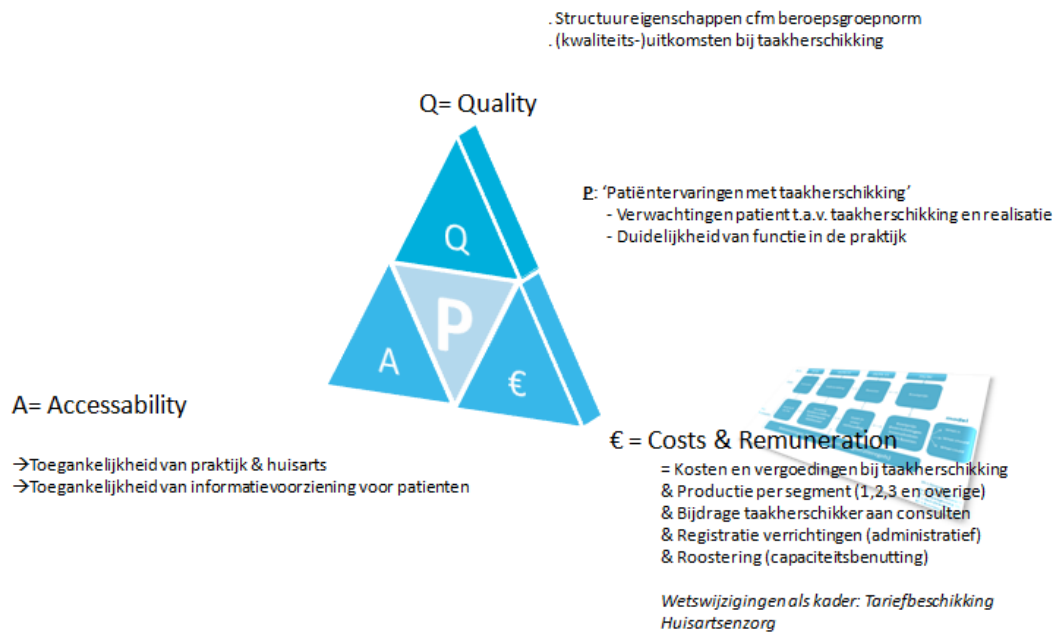 . Structuureigenschappen cfm beroepsgroepnorm
. (kwaliteits-)uitkomsten bij taakherschikking
Q= Quality
P: ‘Patiëntervaringen met taakherschikking’
- Verwachtingen patient t.a.v. taakherschikking en realisatie
- Duidelijkheid van functie in de praktijk
Q
P
A
€
A= Accessability
→Toegankelijkheid van praktijk & huisarts
→Toegankelijkheid van informatievoorziening voor patienten
€ = Costs & Remuneration
= Kosten en vergoedingen bij taakherschikking
& Productie per segment (1,2,3 en overige)
& Bijdrage taakherschikker aan consulten
& Registratie verrichtingen (administratief)
& Roostering (capaciteitsbenutting)
Wetswijzigingen als kader: Tariefbeschikking
Huisartsenzorg